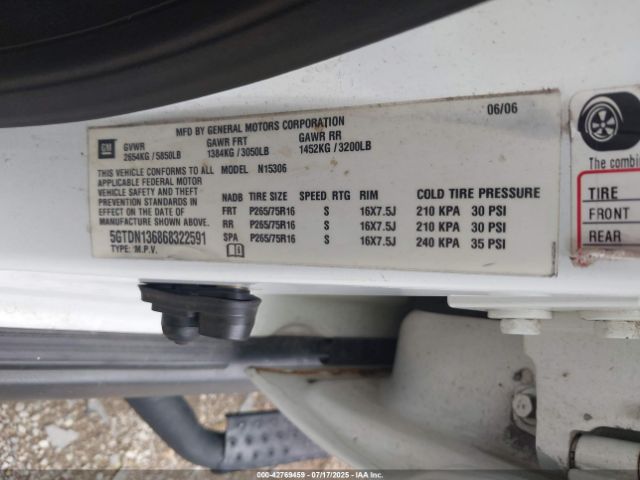 06/06
MFD BY GENERAL MOTORS CORPORATION
GM GVWR GAWR FRT GAWR RR
2654KG / 5850LB 1384KG / 3050LB 1452KG / 3200LB
THIS VEHICLE CONFORMS TO ALL MODEL N15306
APPLICABLE FEDERAL MOTOR
VEHICLE SAFETY AND THEFT
PREVENTION STANDARDS IN
EFFECT ON THE DATE OF
MANUFACTURE SHOWN ABOVE.
5GTDN136868322591
TYPE: M.P.V.
NADB TIRE SIZE SPEED RTG RIM COLD TIRE PRESSURE
FRT P265/75R16 S 16X7.5J 210 KPA 30 PSI
RR P265/75R16 S 16X7.5J 210 KPA 30 PSI
SPA P265/75R16 S 16X7.5J 240 KPA 35 PSI
The combin
TIRE
FRONT
REAR
000-42769459 - 07/17/2025 - IAAI.COM